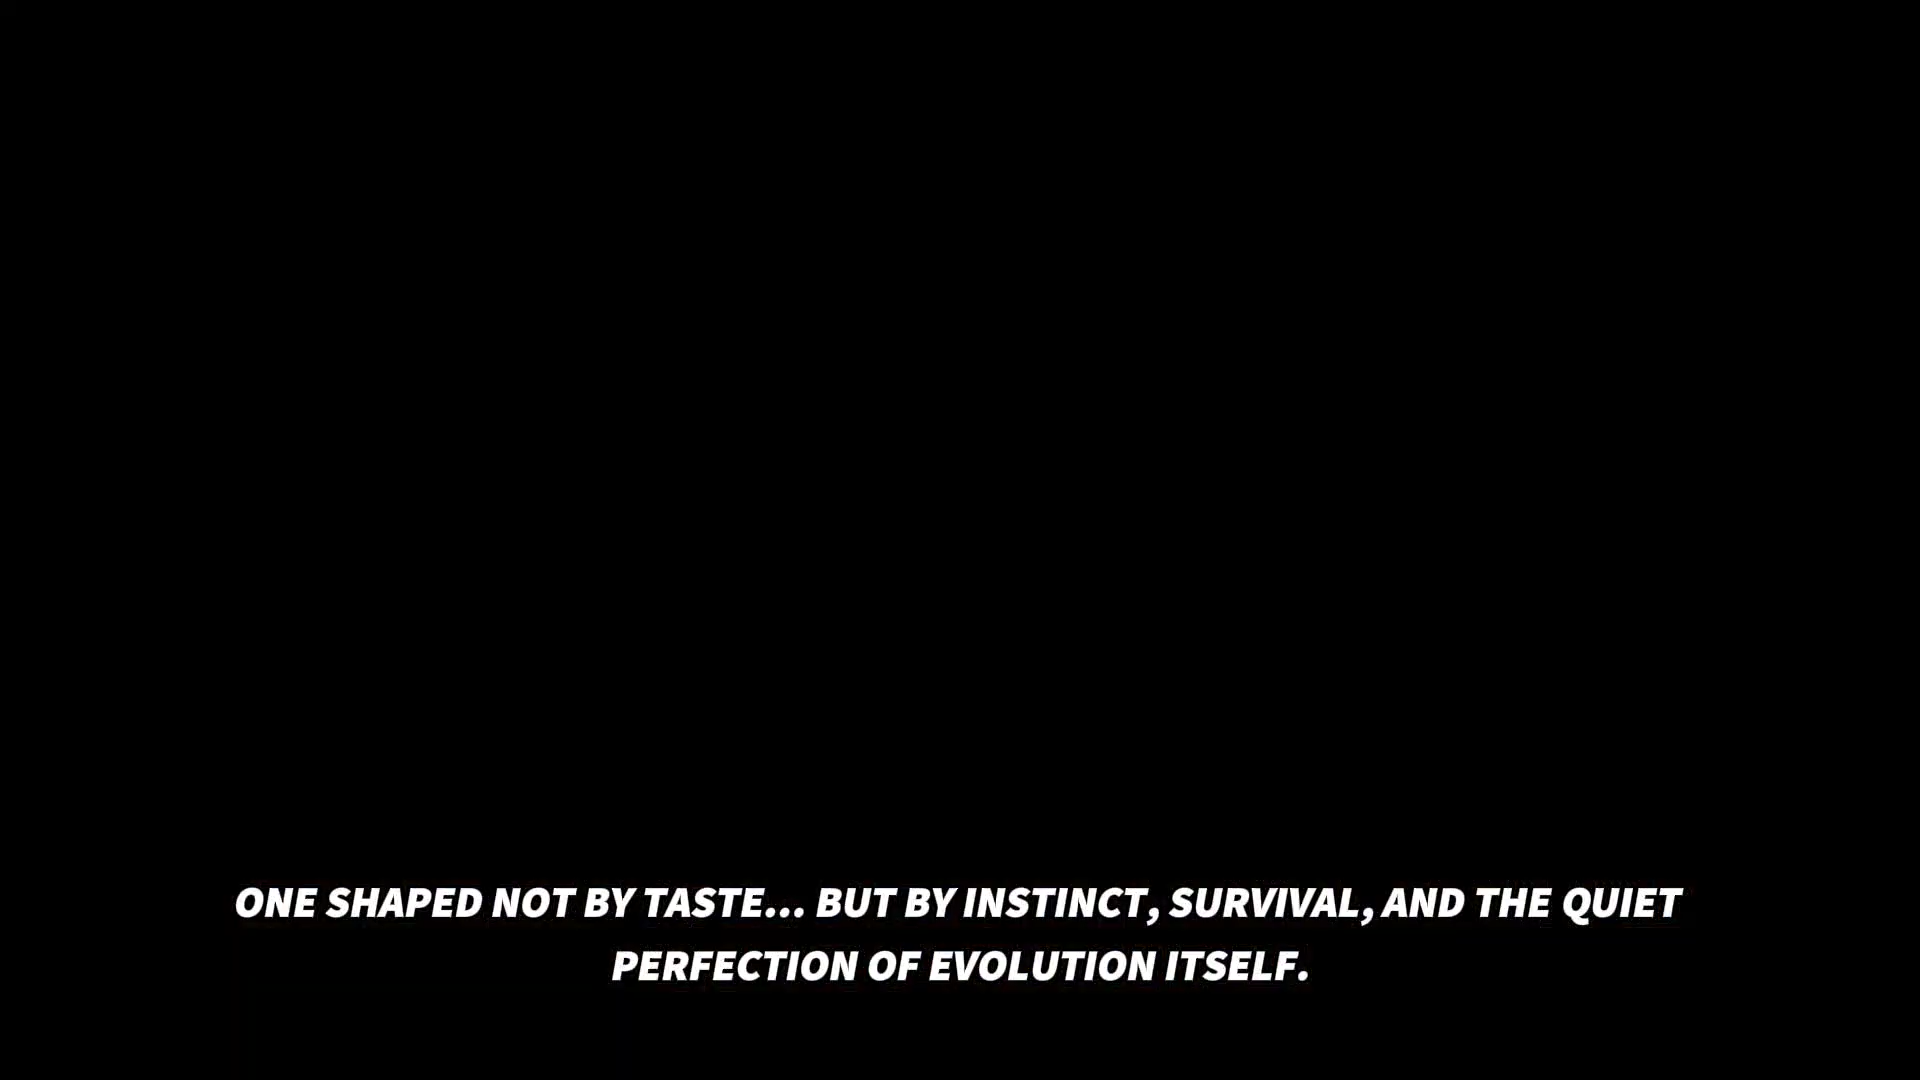 ONE SHAPED NOT BY TASTE... BUT BY INSTINCT, SURVIVAL, AND THE QUIET
PERFECTION OF EVOLUTION ITSELF.